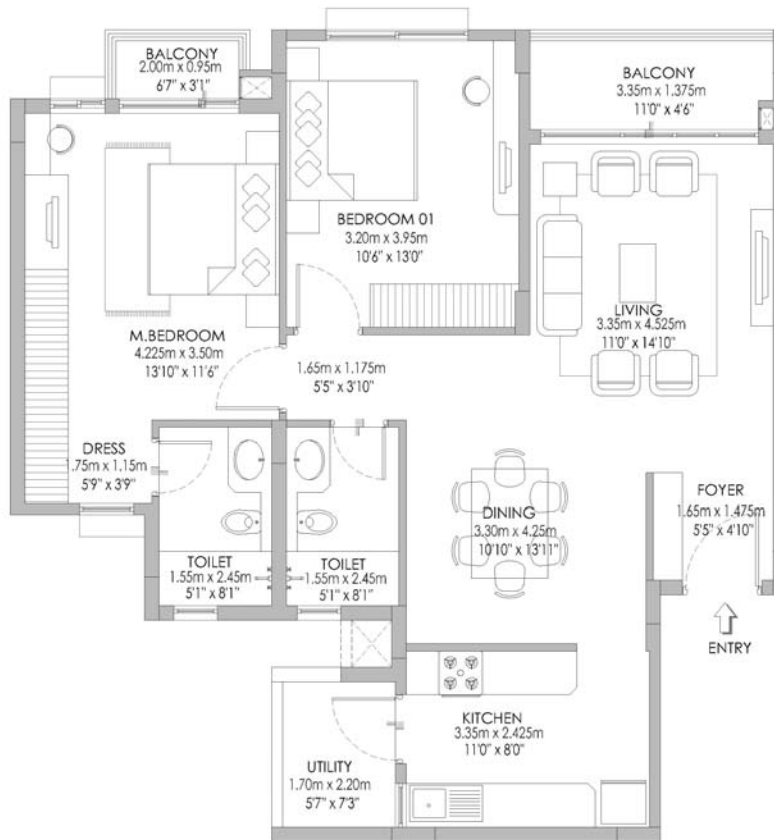 BALCONY
2.00m x 0.95m
6'7" x 3'1"
BALCONY
3.35m x 1.375m
11'0" x 4'6"
BEDROOM 01
3.20m x 3.95m
10'6" x 13'0"
LIVING
3.35m x 4.525m
11'0" x 14'10"
M.BEDROOM
4.225m x 3.50m
13'10" x 11'6"
1.65m x 1.175m
5'5" x 3'10"
DRESS
1.75m x 1.15m
5'9" x 3'9"
DINING
3.30m x 4.25m
10'10" x 13'11"
FOYER
1.65m x 1.475m
5'5" x 4'10"
TOILET
1.55m x 2.45m
5'1" x 8'1"
TOILET
1.55m x 2.45m
5'1" x 8'1"
ENTRY
KITCHEN
3.35m x 2.425m
11'0" x 8'0"
UTILITY
1.70m x 2.20m
5'7" x 7'3"